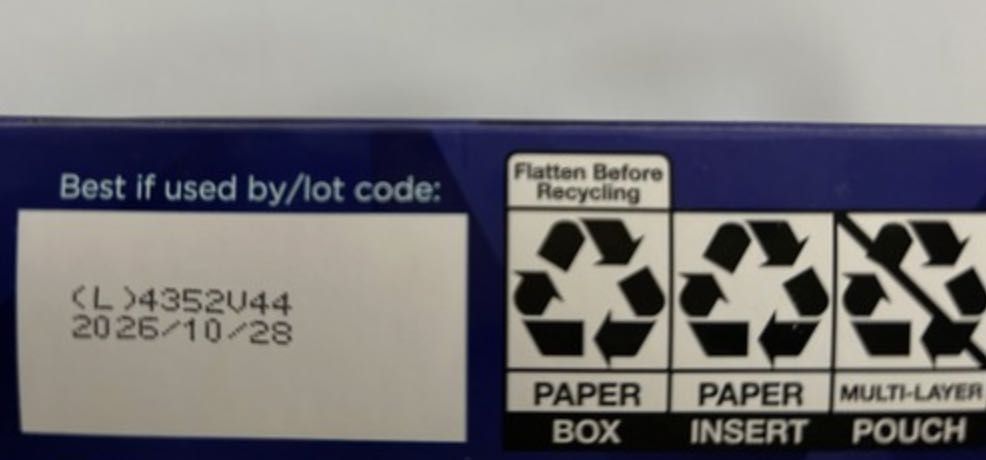 Best if used by/lot code:
(L)4352V44
2026/10/28
Flatten Before
Recycling
PAPER
BOX
PAPER
INSERT
MULTI-LAYER
POUCH